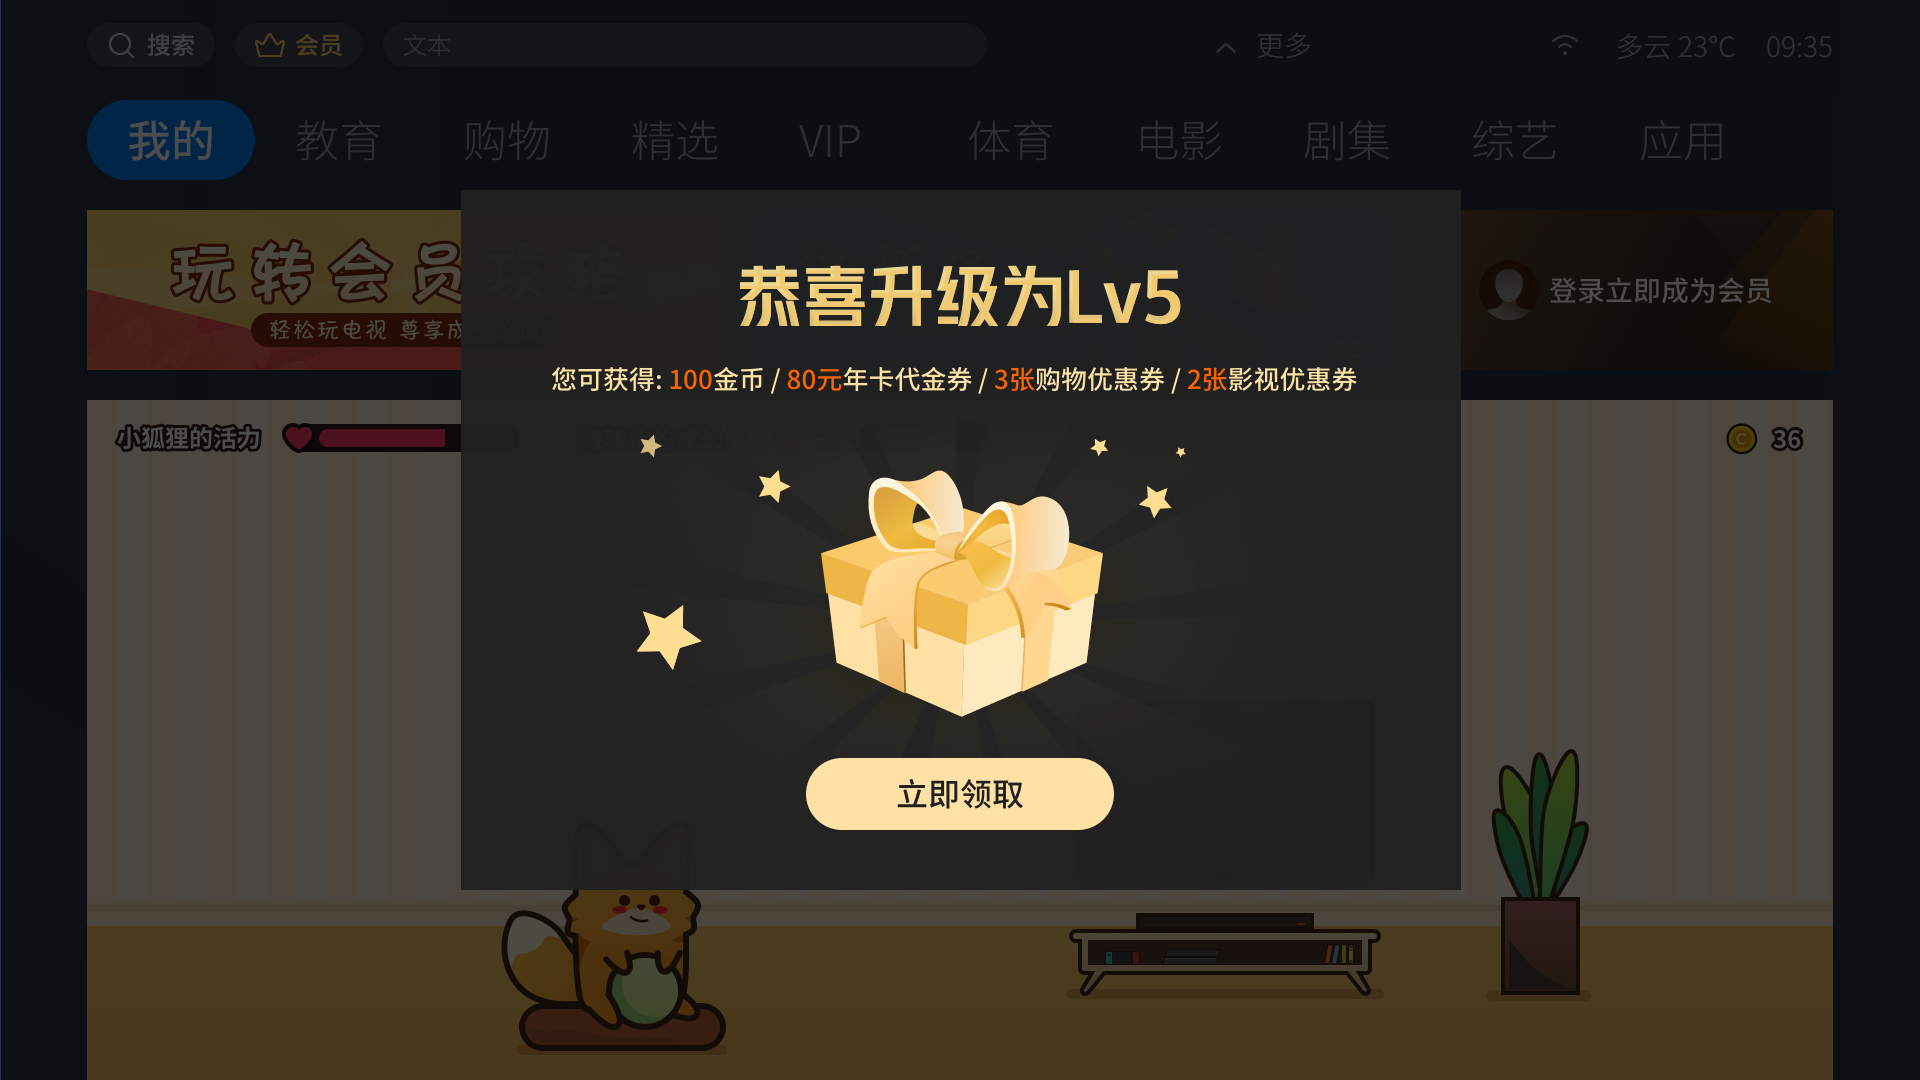 搜索
会员
文本
更多
多云 23°C
09:35
我的
教育
购物
精选
VIP
体育
电影
剧集
综艺
应用
玩转会员攻略
轻松玩电视 尊享成长价值
登录立即成为会员
恭喜升级为Lv5
您可获得: 100金币 / 80元年卡代金券 / 3张购物优惠券 / 2张影视优惠券
小狐狸的活力
36
立即领取